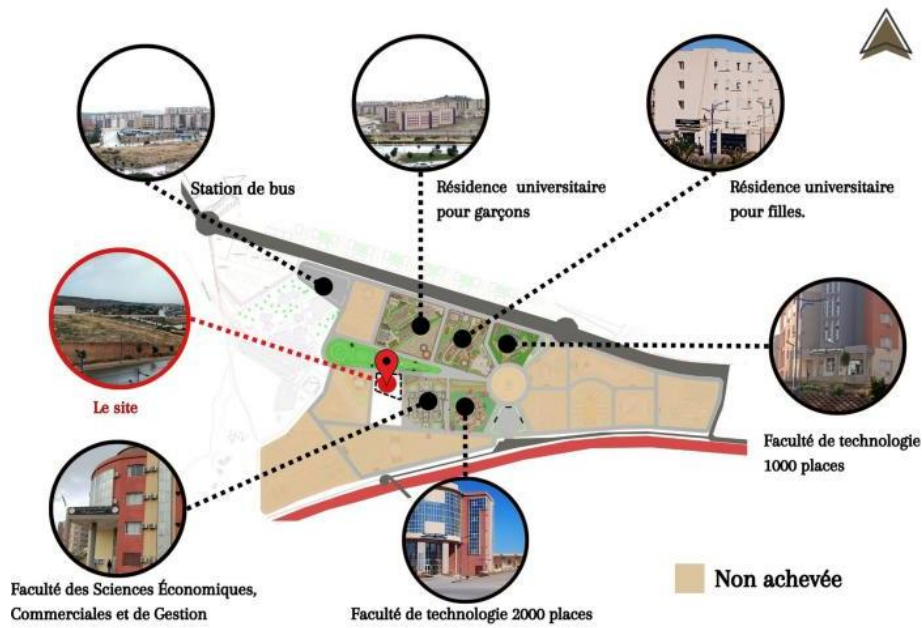 Station de bus
Résidence universitaire
pour garçons
Résidence universitaire
pour filles.
Le site
Faculté de technologie
1000 places
Faculté des Sciences Économiques,
Commerciales et de Gestion
Faculté de technologie 2000 places
Non achevée